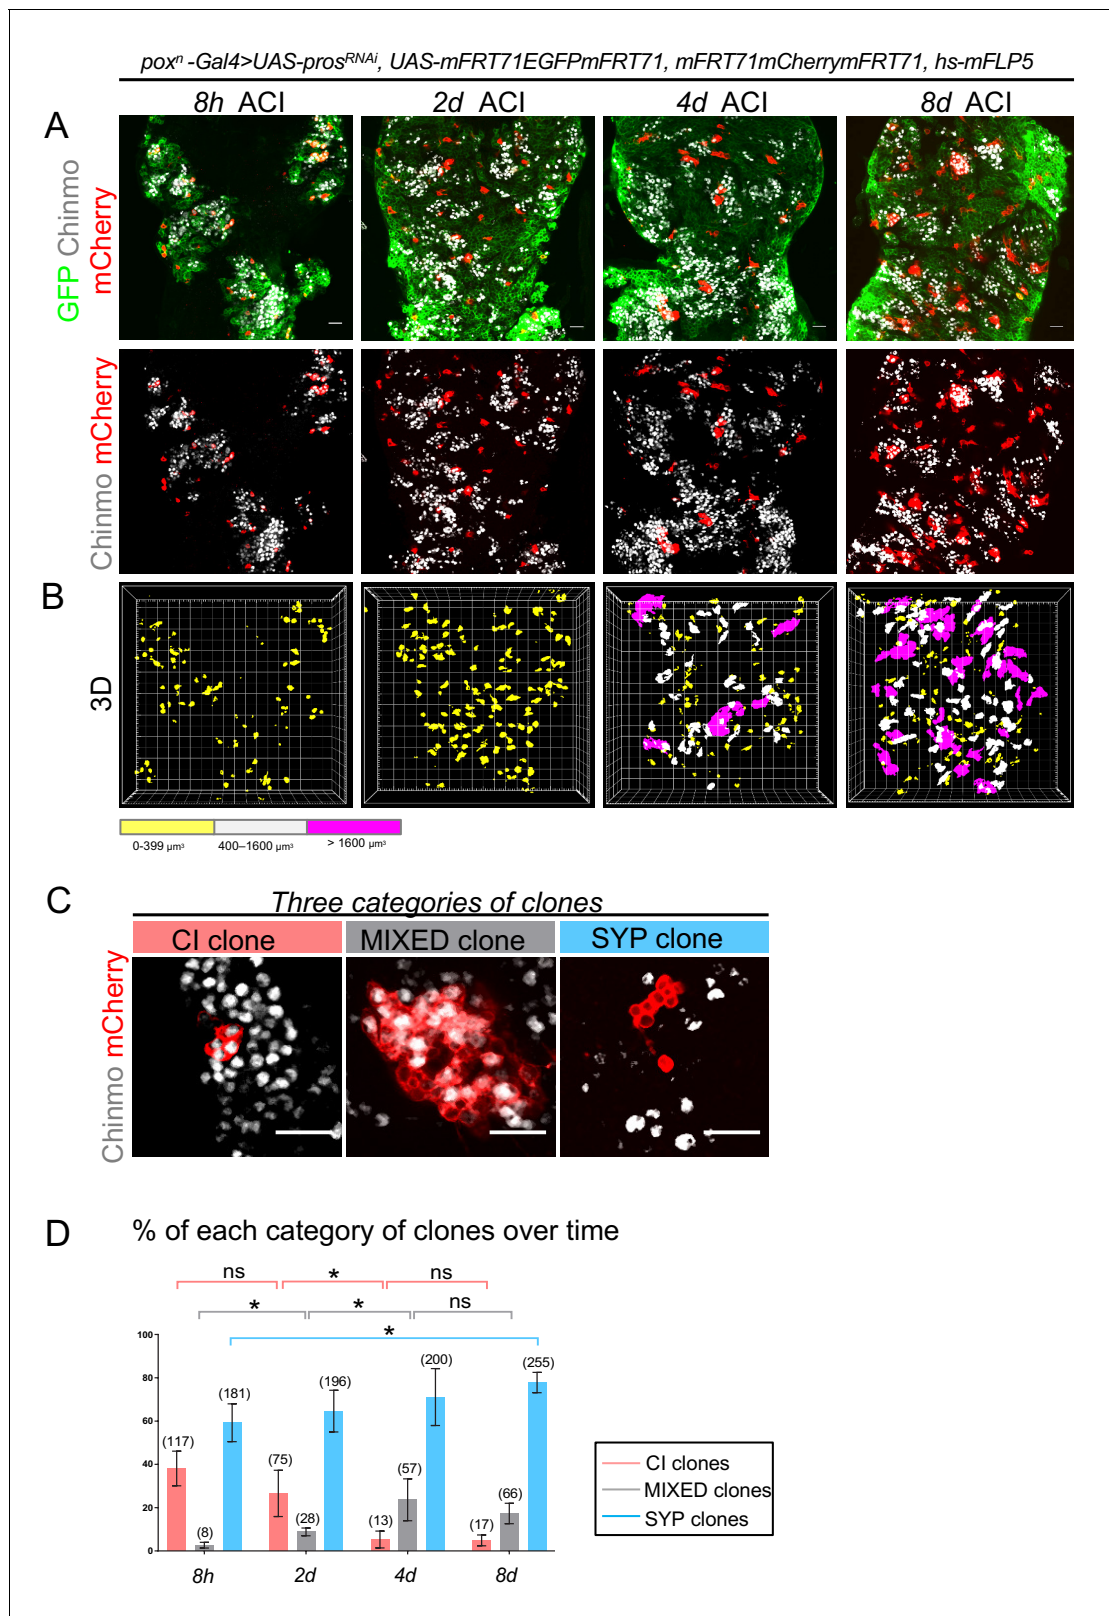 poxⁿ -Gal4>UAS-prosᴿᴺᴬⁱ, UAS-mFRT71EGFPmFRT71, mFRT71mCherrymFRT71, hs-mFLP5
8h ACI 2d ACI 4d ACI 8d ACI
A
GFP Chinmo
mCherry
Chinmo mCherry
B
3D
0-399 µm³ 400–1600 µm³ > 1600 µm³
C
Three categories of clones
CI clone MIXED clone SYP clone
Chinmo mCherry
D
% of each category of clones over time
ns * ns
* * ns
*
100
80
60
40
20
0
(117) (8) (181)
(75) (28) (196)
(13) (57) (200)
(17) (66) (255)
8h 2d 4d 8d
CI clones
MIXED clones
SYP clones